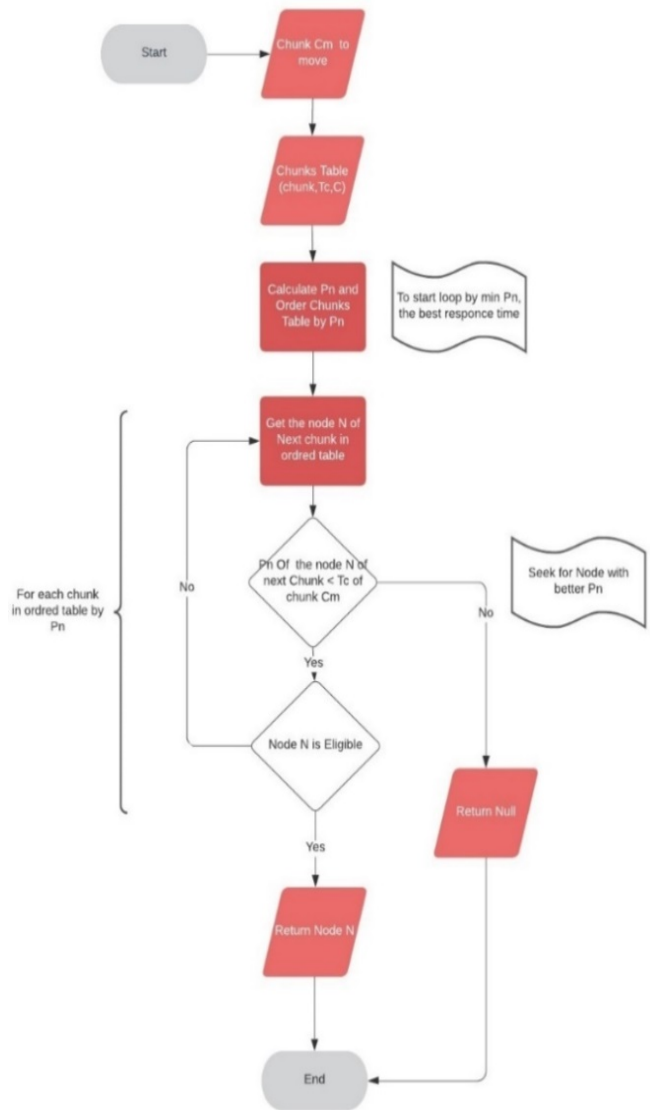 Start
Chunk Cm to
move
Chunks Table
(chunk,Tc,C)
Calculate Pn and
Order Chunks
Table by Pn
To start loop by min Pn,
the best responce time
Get the node N of
Next chunk in
ordred table
Pn Of the node N of
next Chunk < Tc of
chunk Cm
No
Seek for Node with
better Pn
For each chunk
in ordred table by
Pn
No
Yes
Node N is Eligible
Return Null
Yes
Return Node N
End